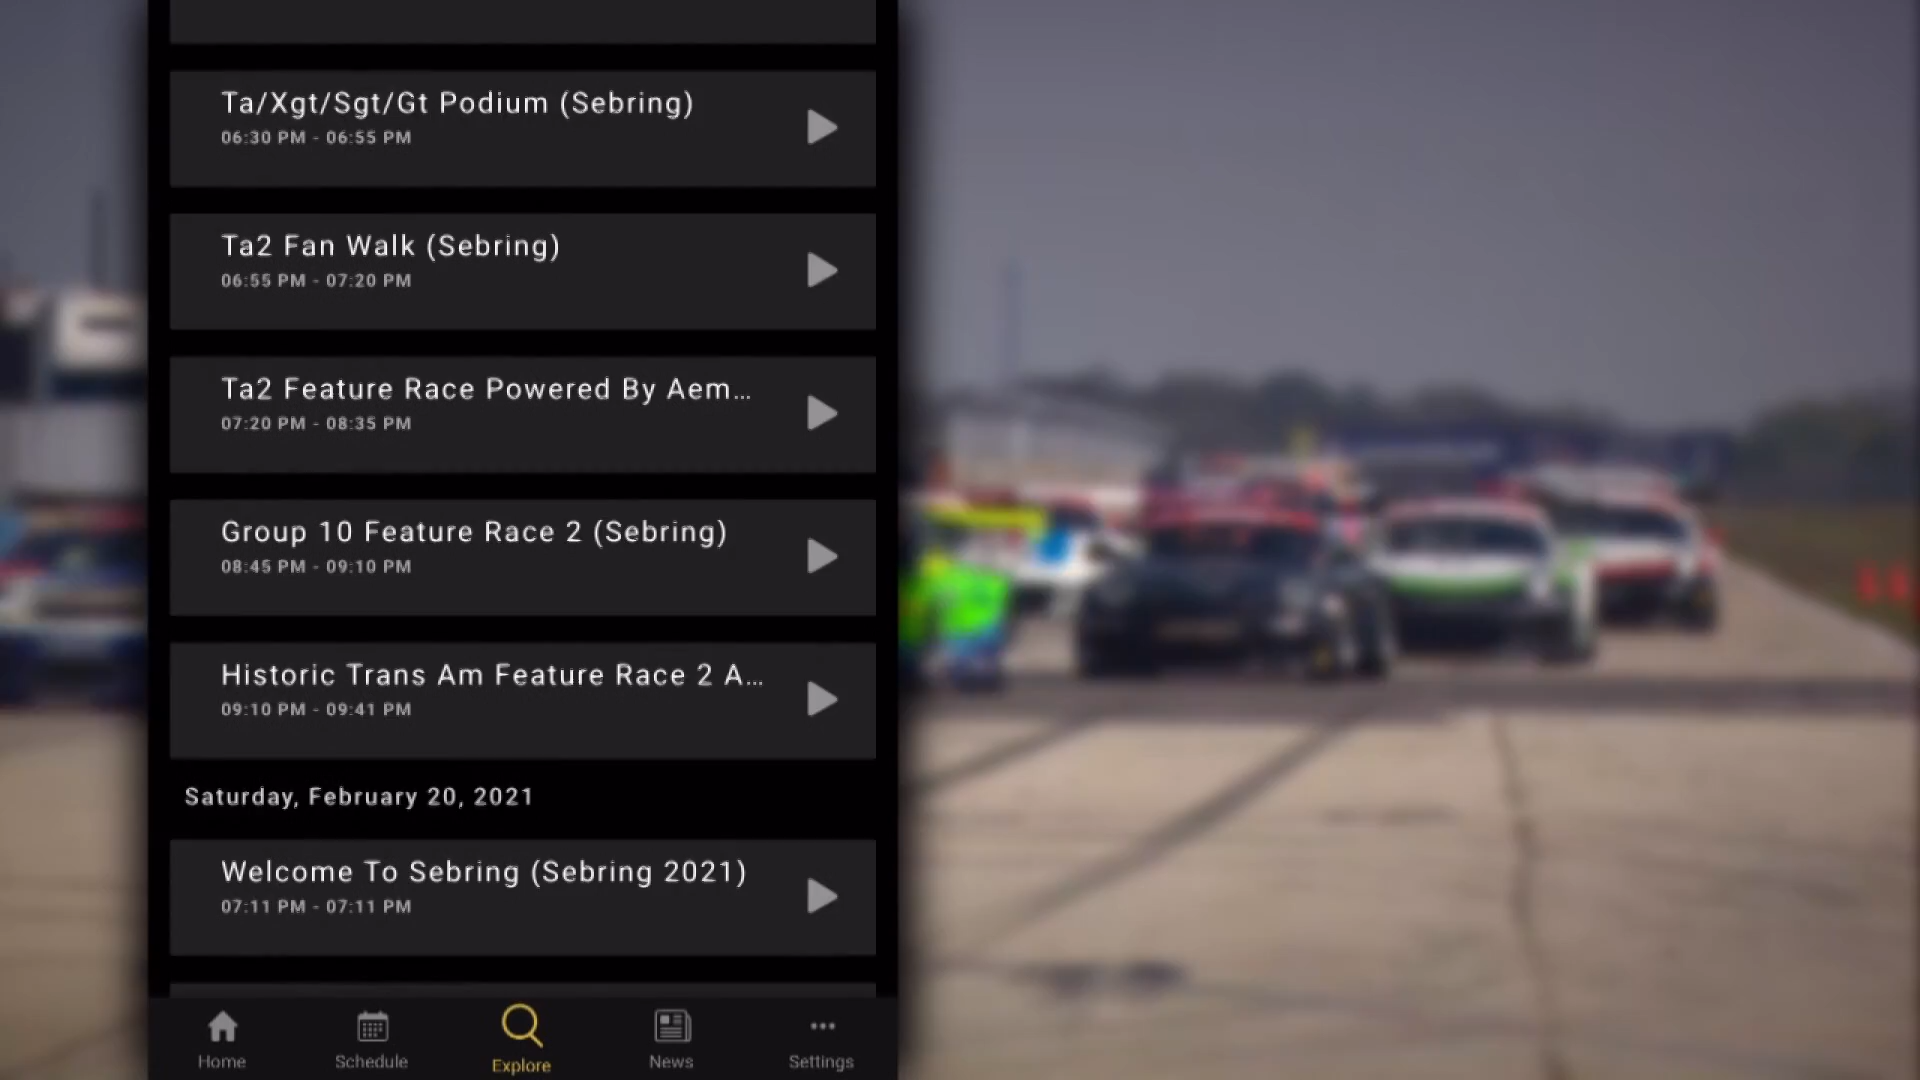 Ta/Xgt/Sgt/Gt Podium (Sebring)
06:30 PM - 06:55 PM
Ta2 Fan Walk (Sebring)
06:55 PM - 07:20 PM
Ta2 Feature Race Powered By Aem...
07:20 PM - 08:35 PM
Group 10 Feature Race 2 (Sebring)
08:45 PM - 09:10 PM
Historic Trans Am Feature Race 2 A...
09:10 PM - 09:41 PM
Saturday, February 20, 2021
Welcome To Sebring (Sebring 2021)
07:11 PM - 07:11 PM
Home
Schedule
Explore
News
Settings